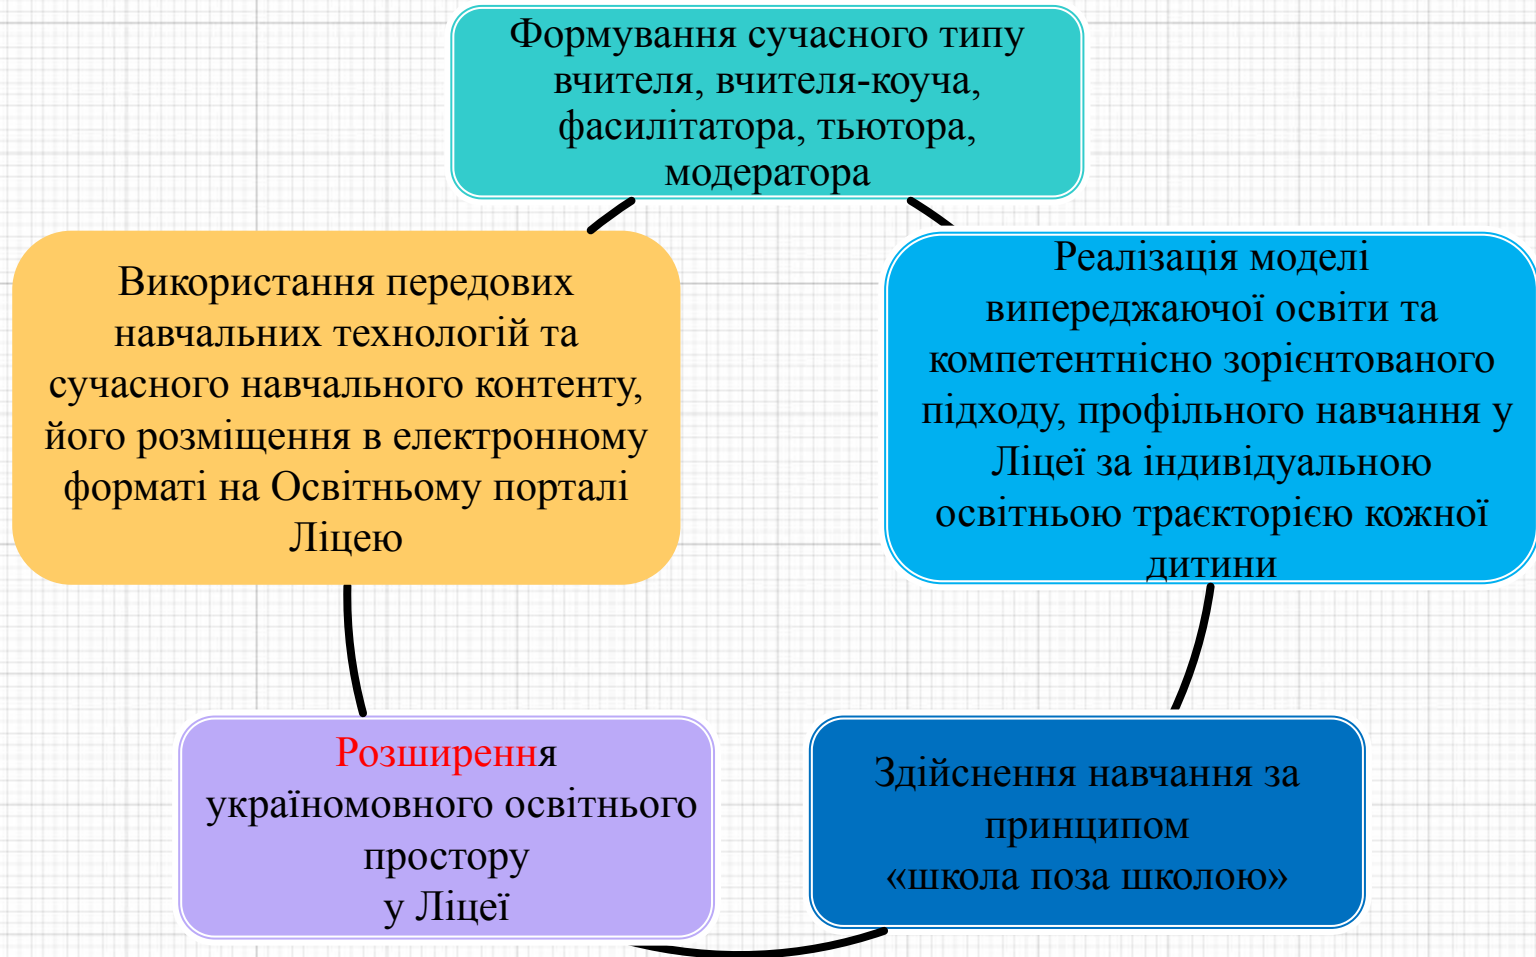 Формування сучасного типу
вчителя, вчителя-коуча,
фасилітатора, тьютора,
модератора
Використання передових
навчальних технологій та
сучасного навчального контенту,
його розміщення в електронному
форматі на Освітньому порталі
Ліцею
Реалізація моделі
випереджаючої освіти та
компетентнісно зорієнтованого
підходу, профільного навчання у
Ліцеї за індивідуальною
освітньою траєкторією кожної
дитини
Розширення
україномовного освітнього
простору
у Ліцеї
Здійснення навчання за
принципом
«школа поза школою»